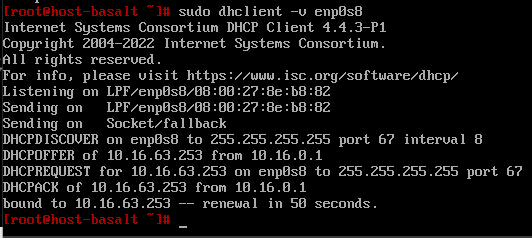 [root@host-basalt ~]# sudo dhclient -v enp0s8
Internet Systems Consortium DHCP Client 4.4.3-P1
Copyright 2004-2022 Internet Systems Consortium.
All rights reserved.
For info, please visit https://www.isc.org/software/dhcp/
Listening on LPF/enp0s8/08:00:27:8e:b8:82
Sending on   LPF/enp0s8/08:00:27:8e:b8:82
Sending on   Socket/fallback
DHCPDISCOVER on enp0s8 to 255.255.255.255 port 67 interval 8
DHCPOFFER of 10.16.63.253 from 10.16.0.1
DHCPREQUEST for 10.16.63.253 on enp0s8 to 255.255.255.255 port 67
DHCPACK of 10.16.63.253 from 10.16.0.1
bound to 10.16.63.253 -- renewal in 50 seconds.
[root@host-basalt ~]# _